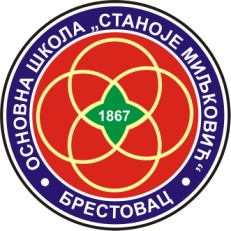 ОСНОВНА ШКОЛА „СТАНОЈЕ МИЉКОВИЋ“
1867
• БРЕСТОВАЦ •